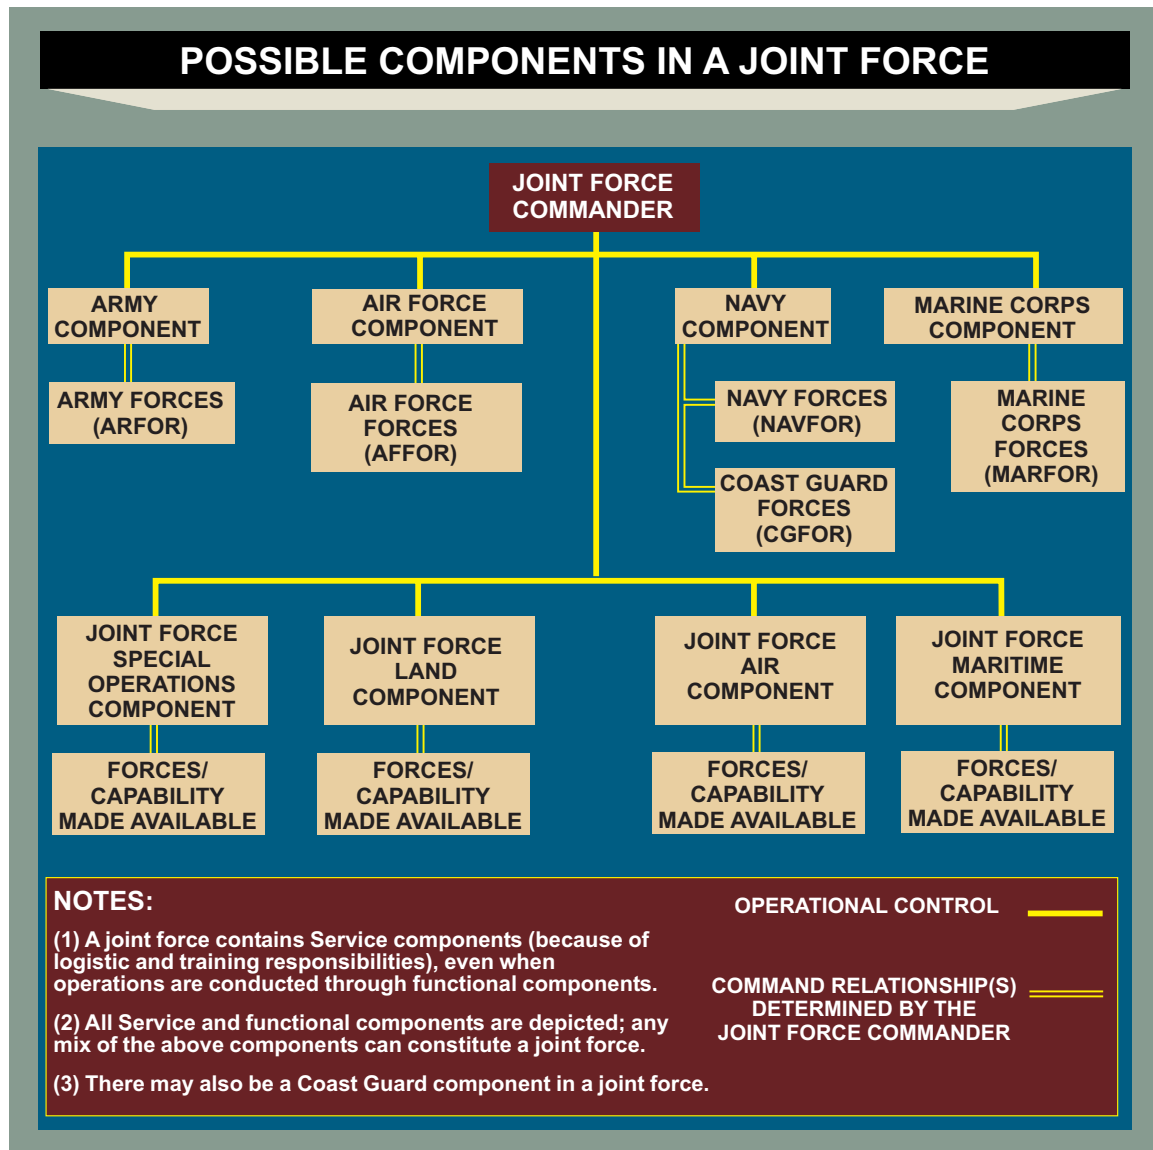 POSSIBLE COMPONENTS IN A JOINT FORCE
JOINT FORCE
COMMANDER
ARMY
COMPONENT
AIR FORCE
COMPONENT
NAVY
COMPONENT
MARINE CORPS
COMPONENT
ARMY FORCES
(ARFOR)
AIR FORCE
FORCES
(AFFOR)
NAVY FORCES
(NAVFOR)
COAST GUARD
FORCES
(CGFOR)
MARINE
CORPS
FORCES
(MARFOR)
JOINT FORCE
SPECIAL
OPERATIONS
COMPONENT
JOINT FORCE
LAND
COMPONENT
JOINT FORCE
AIR
COMPONENT
JOINT FORCE
MARITIME
COMPONENT
FORCES/
CAPABILITY
MADE AVAILABLE
FORCES/
CAPABILITY
MADE AVAILABLE
FORCES/
CAPABILITY
MADE AVAILABLE
FORCES/
CAPABILITY
MADE AVAILABLE
NOTES:
(1) A joint force contains Service components (because of
logistic and training responsibilities), even when
operations are conducted through functional components.
(2) All Service and functional components are depicted; any
mix of the above components can constitute a joint force.
(3) There may also be a Coast Guard component in a joint force.
OPERATIONAL CONTROL
COMMAND RELATIONSHIP(S)
DETERMINED BY THE
JOINT FORCE COMMANDER